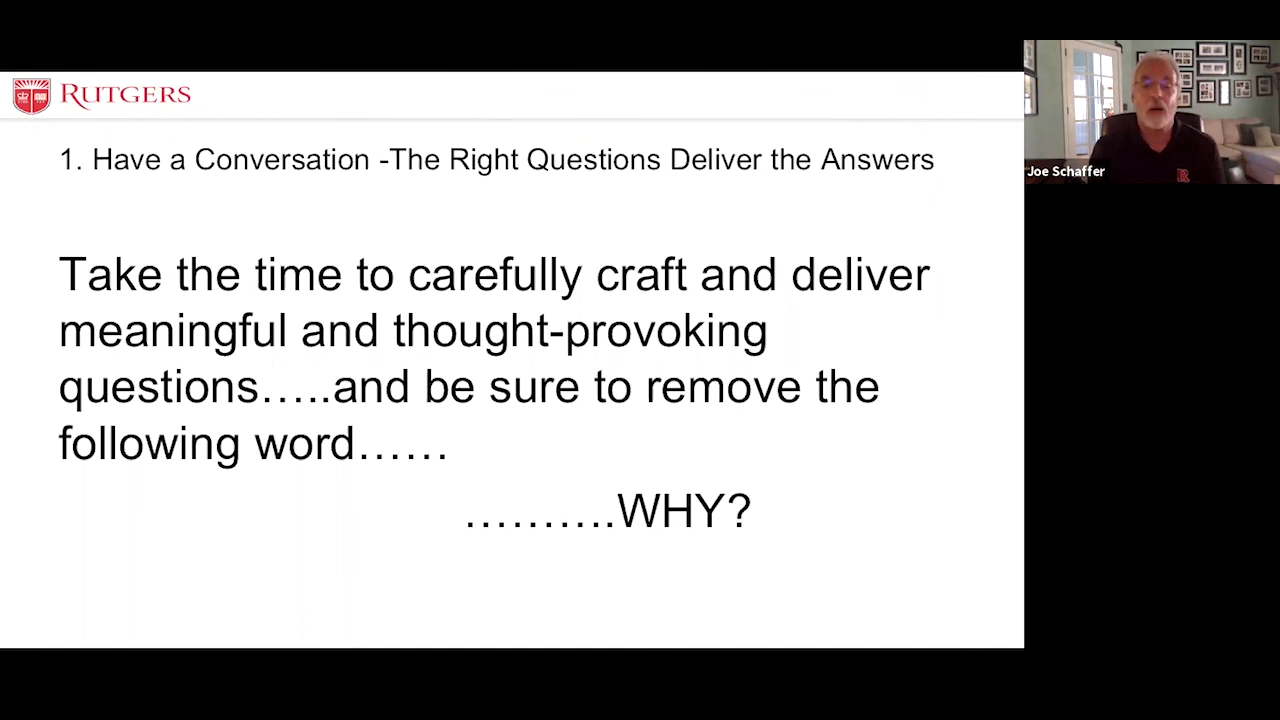 RUTGERS
1. Have a Conversation -The Right Questions Deliver the Answers
Take the time to carefully craft and deliver
meaningful and thought-provoking
questions…..and be sure to remove the
following word……
……….WHY?
Joe Schaffer
R